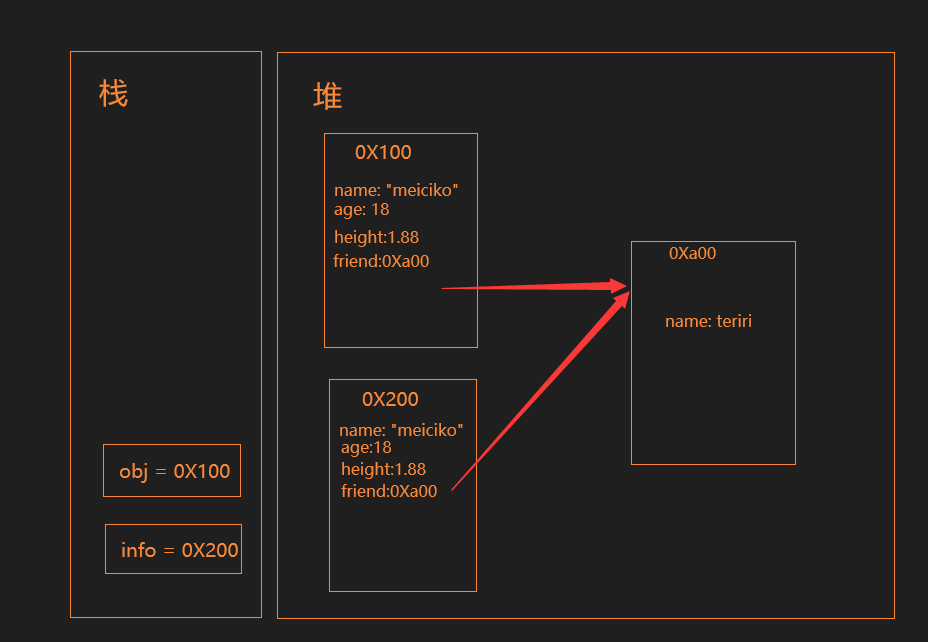 栈
obj = 0X100
info = 0X200
堆
0X100
name: "meiciko"
age: 18
height:1.88
friend:0Xa00
0X200
name: "meiciko"
age:18
height:1.88
friend:0Xa00
0Xa00
name: teriri